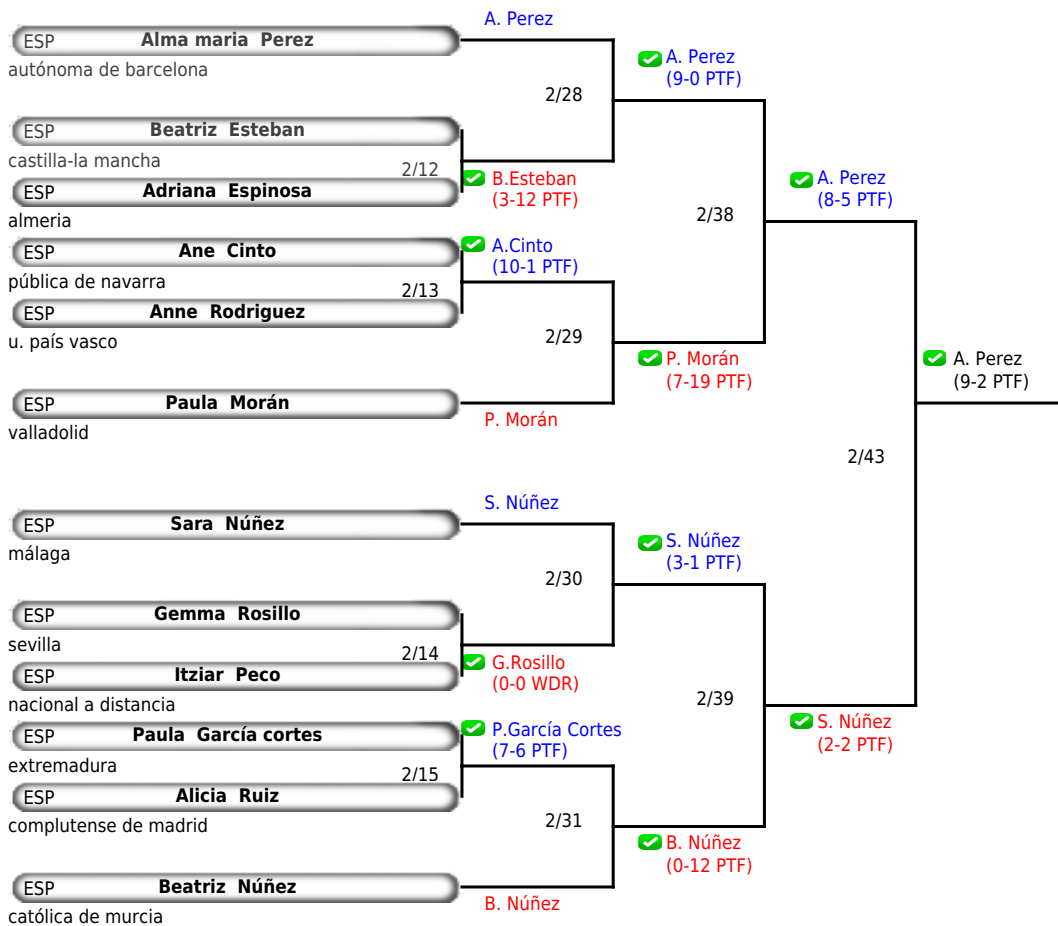 A. Perez
ESP Alma maria Perez
autónoma de barcelona
A. Perez
(9-0 PTF)
2/28
ESP Beatriz Esteban
castilla-la mancha
2/12
B.Esteban
(3-12 PTF)
ESP Adriana Espinosa
almeria
A. Perez
(8-5 PTF)
2/38
ESP Ane Cinto
pública de navarra
A.Cinto
(10-1 PTF)
2/13
ESP Anne Rodriguez
u. país vasco
2/29
P. Morán
(7-19 PTF)
A. Perez
(9-2 PTF)
ESP Paula Morán
valladolid
P. Morán
2/43
S. Núñez
ESP Sara Núñez
málaga
S. Núñez
(3-1 PTF)
2/30
ESP Gemma Rosillo
sevilla
2/14
G.Rosillo
(0-0 WDR)
ESP Itziar Peco
nacional a distancia
2/39
S. Núñez
(2-2 PTF)
ESP Paula García cortes
extremadura
P.García Cortes
(7-6 PTF)
2/15
ESP Alicia Ruiz
complutense de madrid
2/31
B. Núñez
(0-12 PTF)
ESP Beatriz Núñez
católica de murcia
B. Núñez